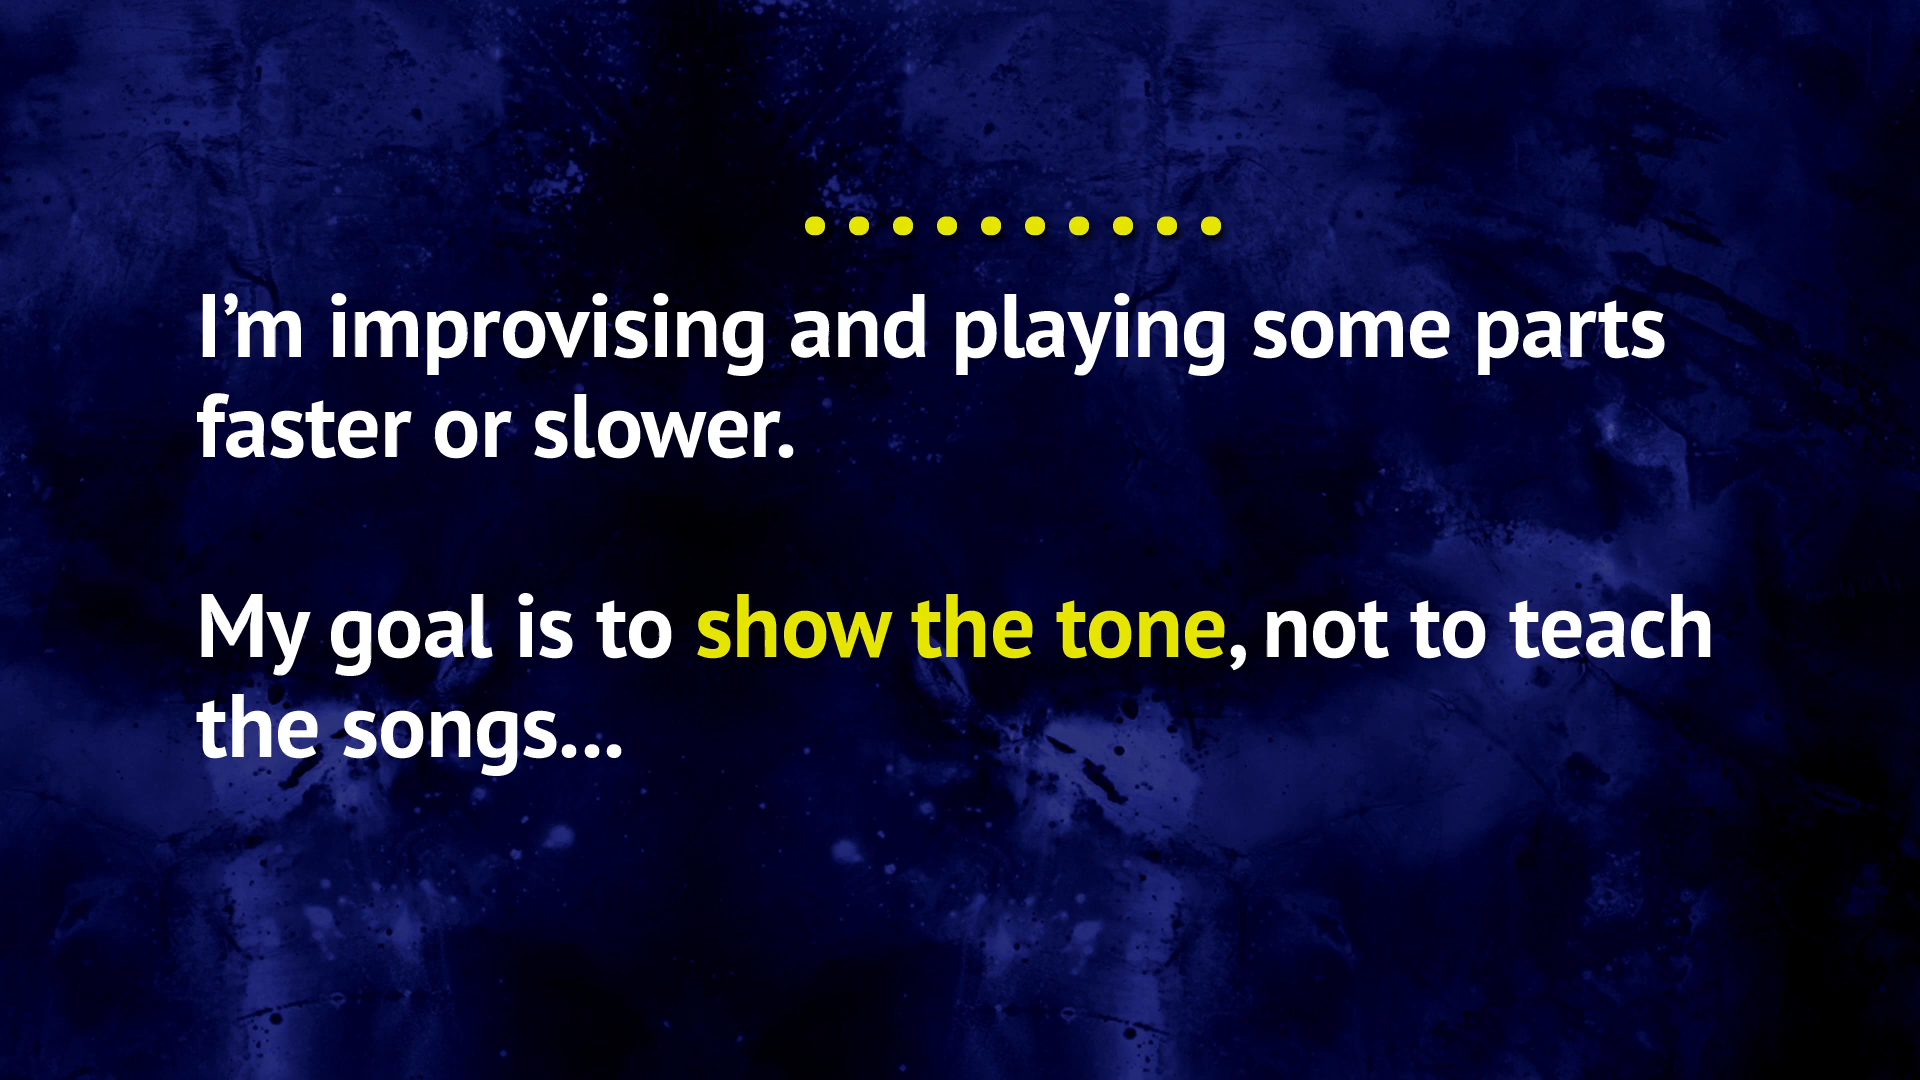 I’m improvising and playing some parts
faster or slower.
My goal is to show the tone, not to teach
the songs...